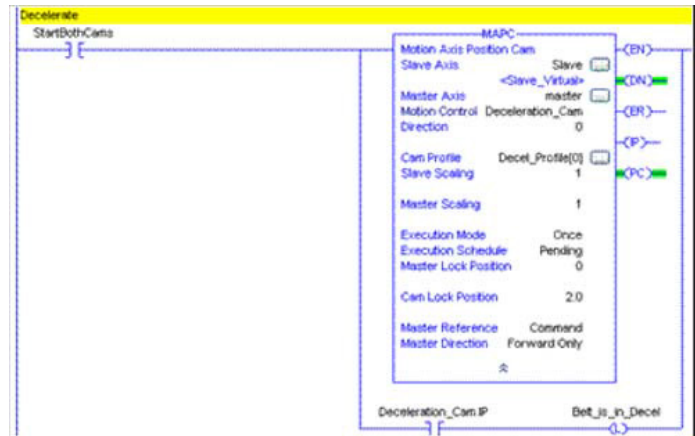 Decelerate
StartBothCams
MAPC
Motion Axis Position Cam
Slave Axis Slave ...
<Slave_Virtual>
Master Axis master ...
Motion Control Deceleration_Cam
Direction 0
Cam Profile Decel_Profile[0] ...
Slave Scaling 1
Master Scaling 1
Execution Mode Once
Execution Schedule Pending
Master Lock Position 0
Cam Lock Position 2.0
Master Reference Command
Master Direction Forward Only
(EN)
(DN)
(ER)
(IP)
(PC)
Deceleration_Cam.IP Belt_is_in_Decel
(L)